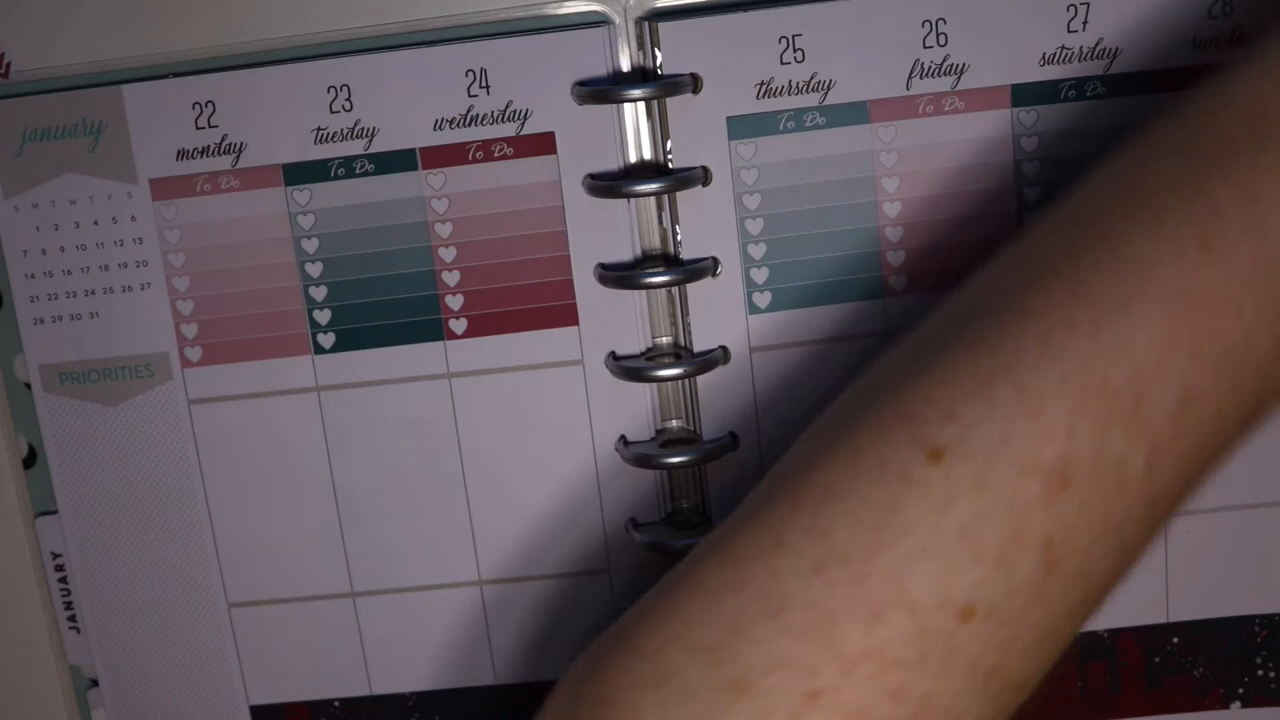 january
S M T W T F S
1 2 3 4 5 6
7 8 9 10 11 12 13
14 15 16 17 18 19 20
21 22 23 24 25 26 27
28 29 30 31
PRIORITIES
JANUARY
22
monday
To Do
23
tuesday
To Do
24
wednesday
To Do
25
thursday
To Do
26
friday
To Do
27
saturday
To Do
28
sunday